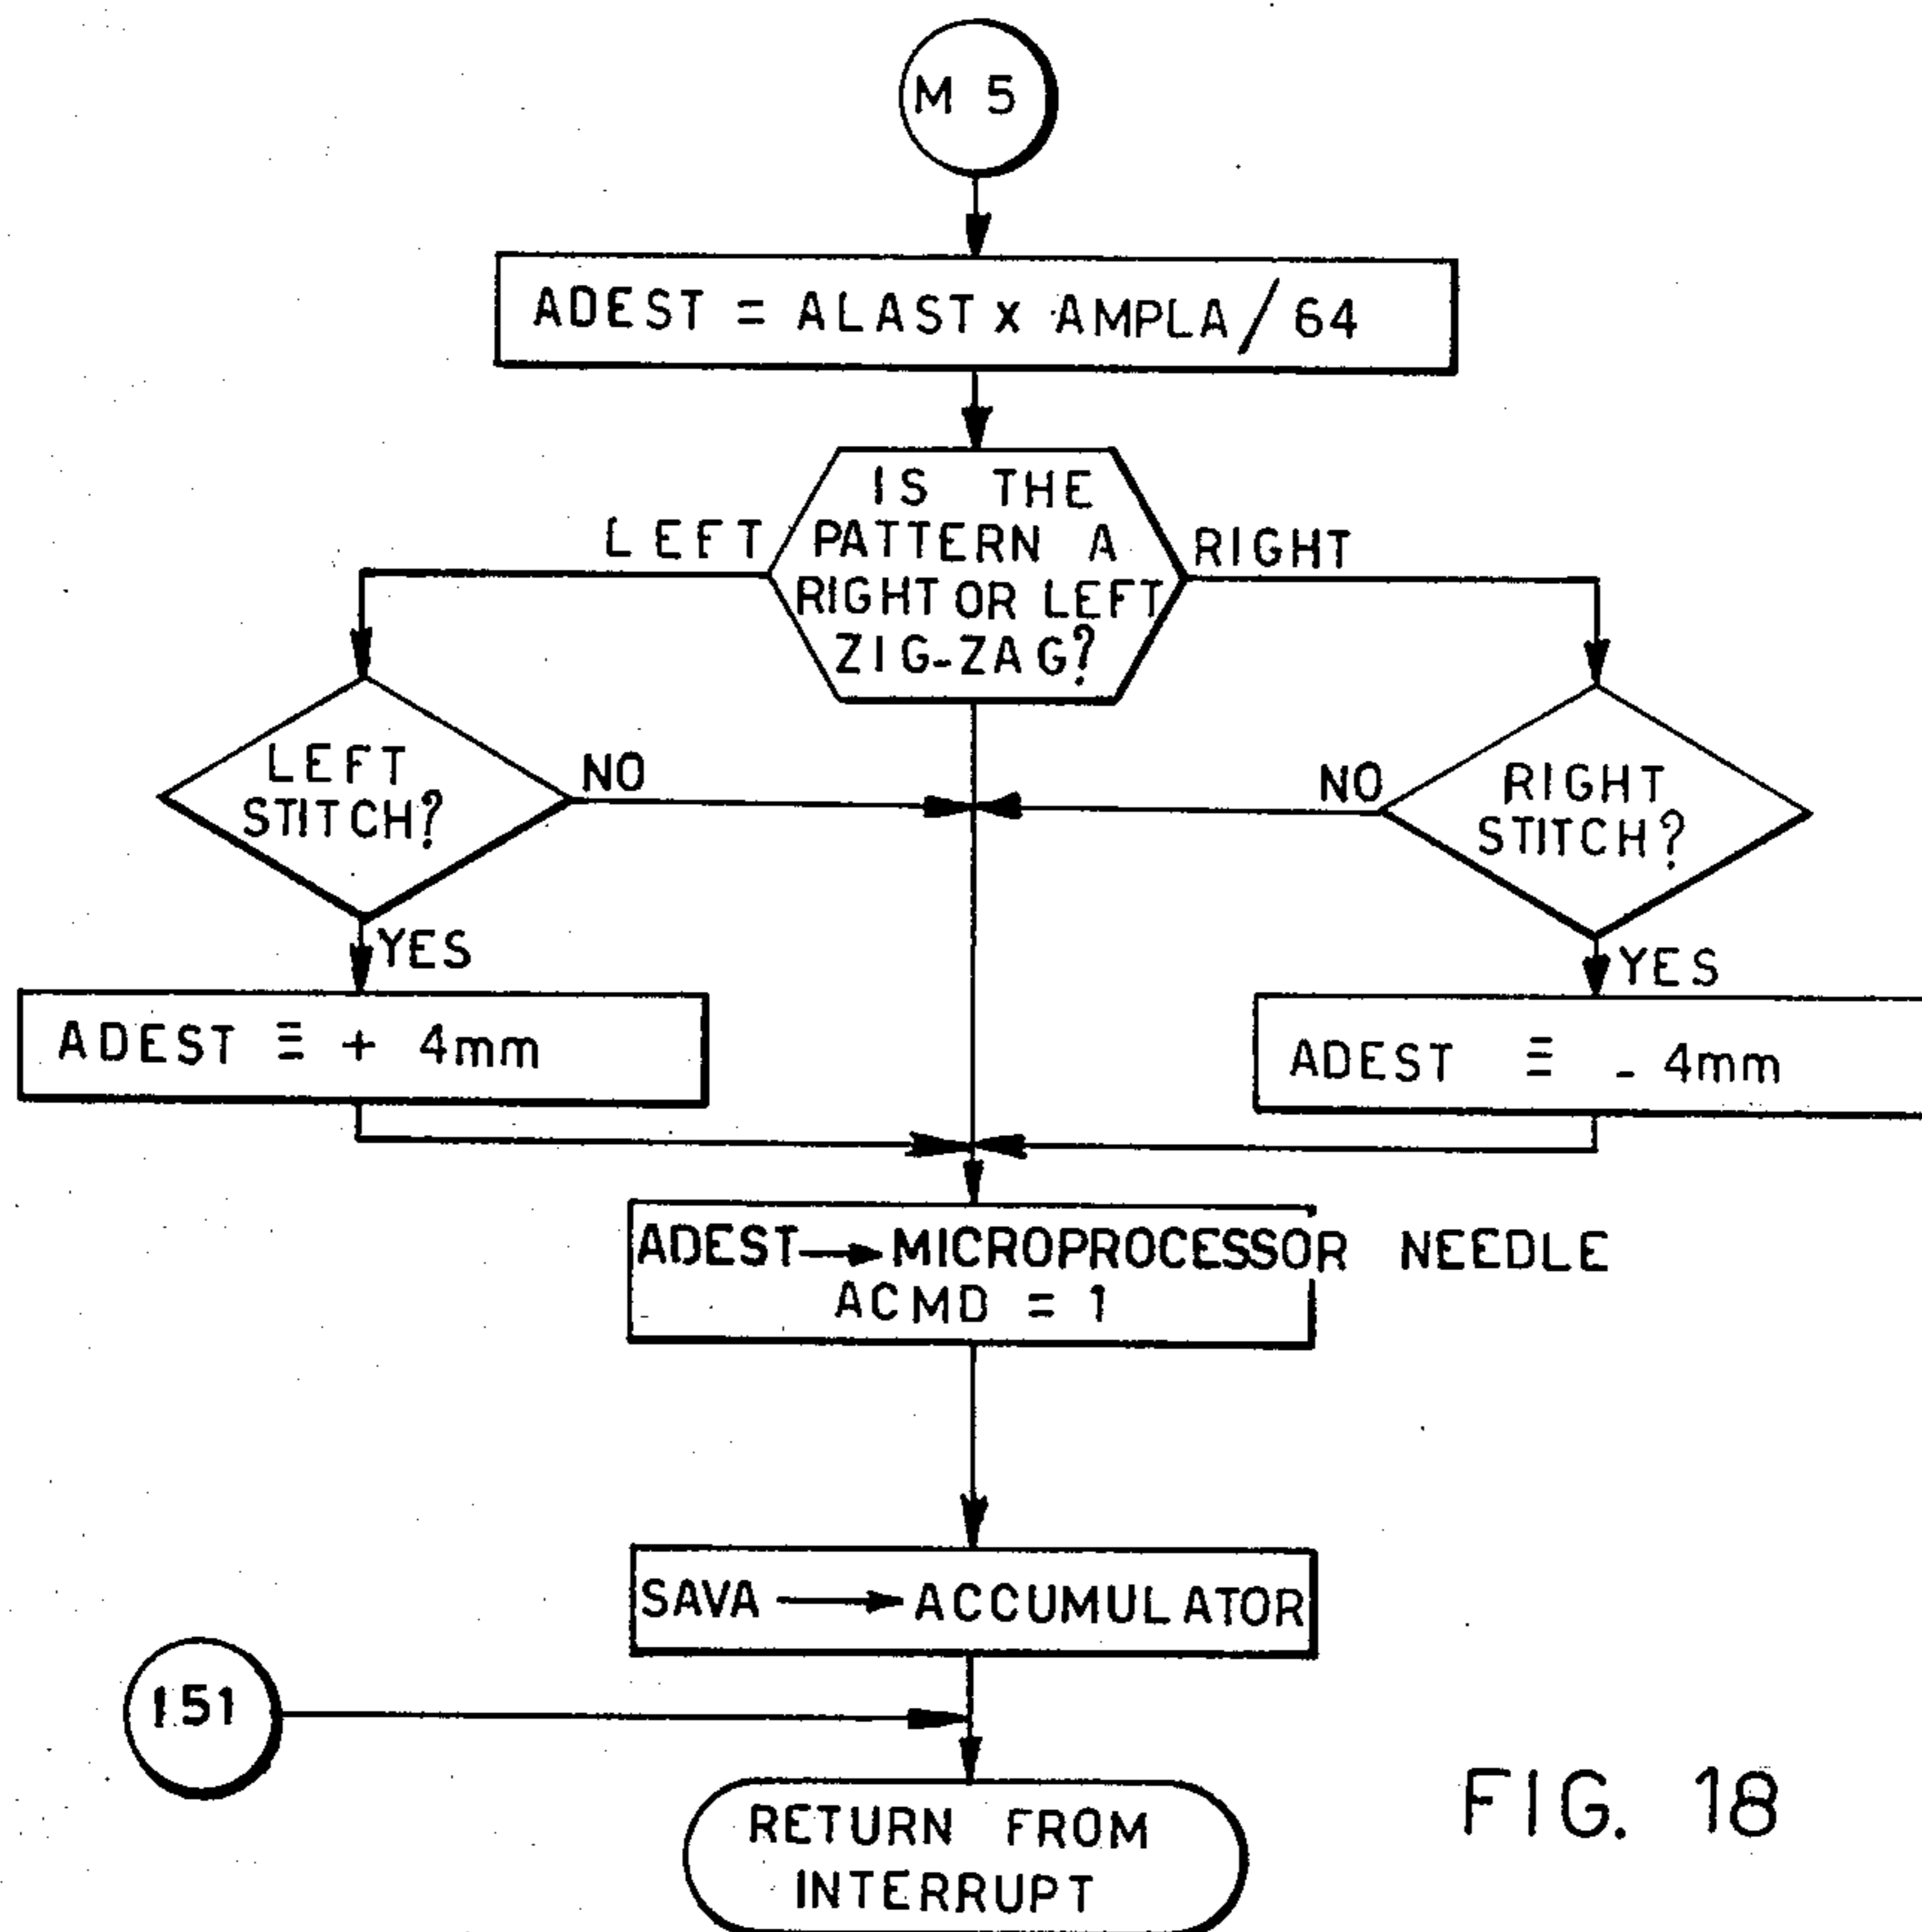 M 5
ADEST = ALAST x AMPLA / 64
IS THE
PATTERN A
RIGHT OR LEFT
ZIG-ZAG?
LEFT
RIGHT
LEFT
STITCH?
NO
NO
RIGHT
STITCH?
YES
YES
ADEST ≡ + 4mm
ADEST ≡ - 4mm
ADEST → MICROPROCESSOR NEEDLE
ACMD = 1
SAVA → ACCUMULATOR
I51
RETURN FROM
INTERRUPT
FIG. 18